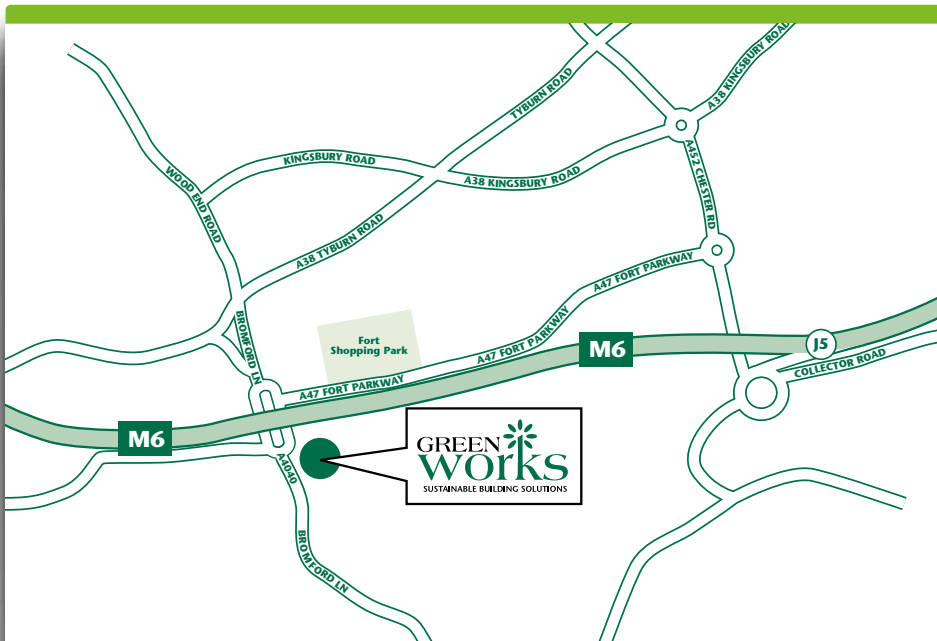 TYBURN ROAD
A38 KINGSBURY ROAD
KINGSBURY ROAD
A38 KINGSBURY ROAD
A452 CHESTER RD
WOOD END ROAD
A38 TYBURN ROAD
A47 FORT PARKWAY
BROMFORD LN
Fort
Shopping Park
A47 FORT PARKWAY
M6
J5
COLLECTOR ROAD
A47 FORT PARKWAY
M6
A4040
GREEN
works
SUSTAINABLE BUILDING SOLUTIONS
BROMFORD LN